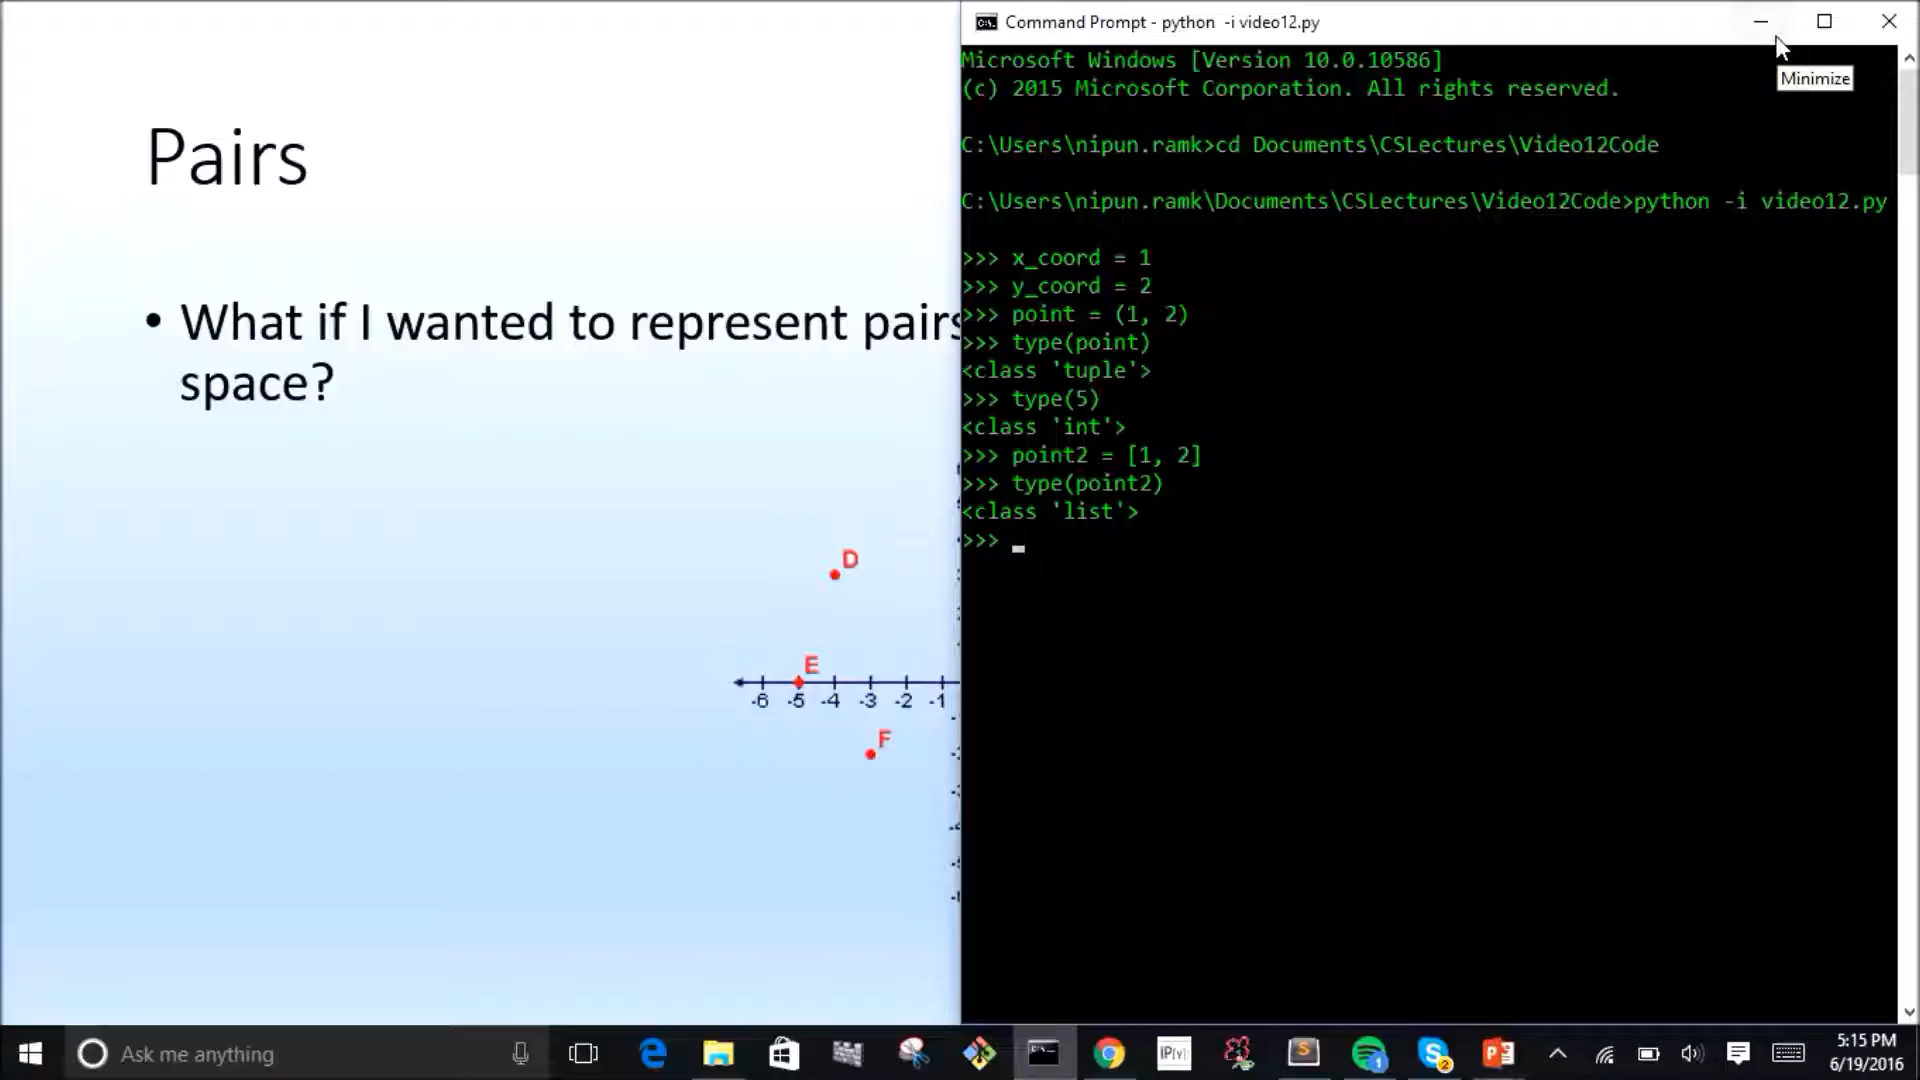 Pairs
• What if I wanted to represent pairs
space?
D
E
-6 -5 -4 -3 -2 -1
F
Command Prompt - python -i video12.py
Minimize
Microsoft Windows [Version 10.0.10586]
(c) 2015 Microsoft Corporation. All rights reserved.
C:\Users\nipun.ramk>cd Documents\CSLectures\Video12Code
C:\Users\nipun.ramk\Documents\CSLectures\Video12Code>python -i video12.py
>>> x_coord = 1
>>> y_coord = 2
>>> point = (1, 2)
>>> type(point)
<class 'tuple'>
>>> type(5)
<class 'int'>
>>> point2 = [1, 2]
>>> type(point2)
<class 'list'>
>>>
Ask me anything
IP[y]
1
2
5:15 PM
6/19/2016